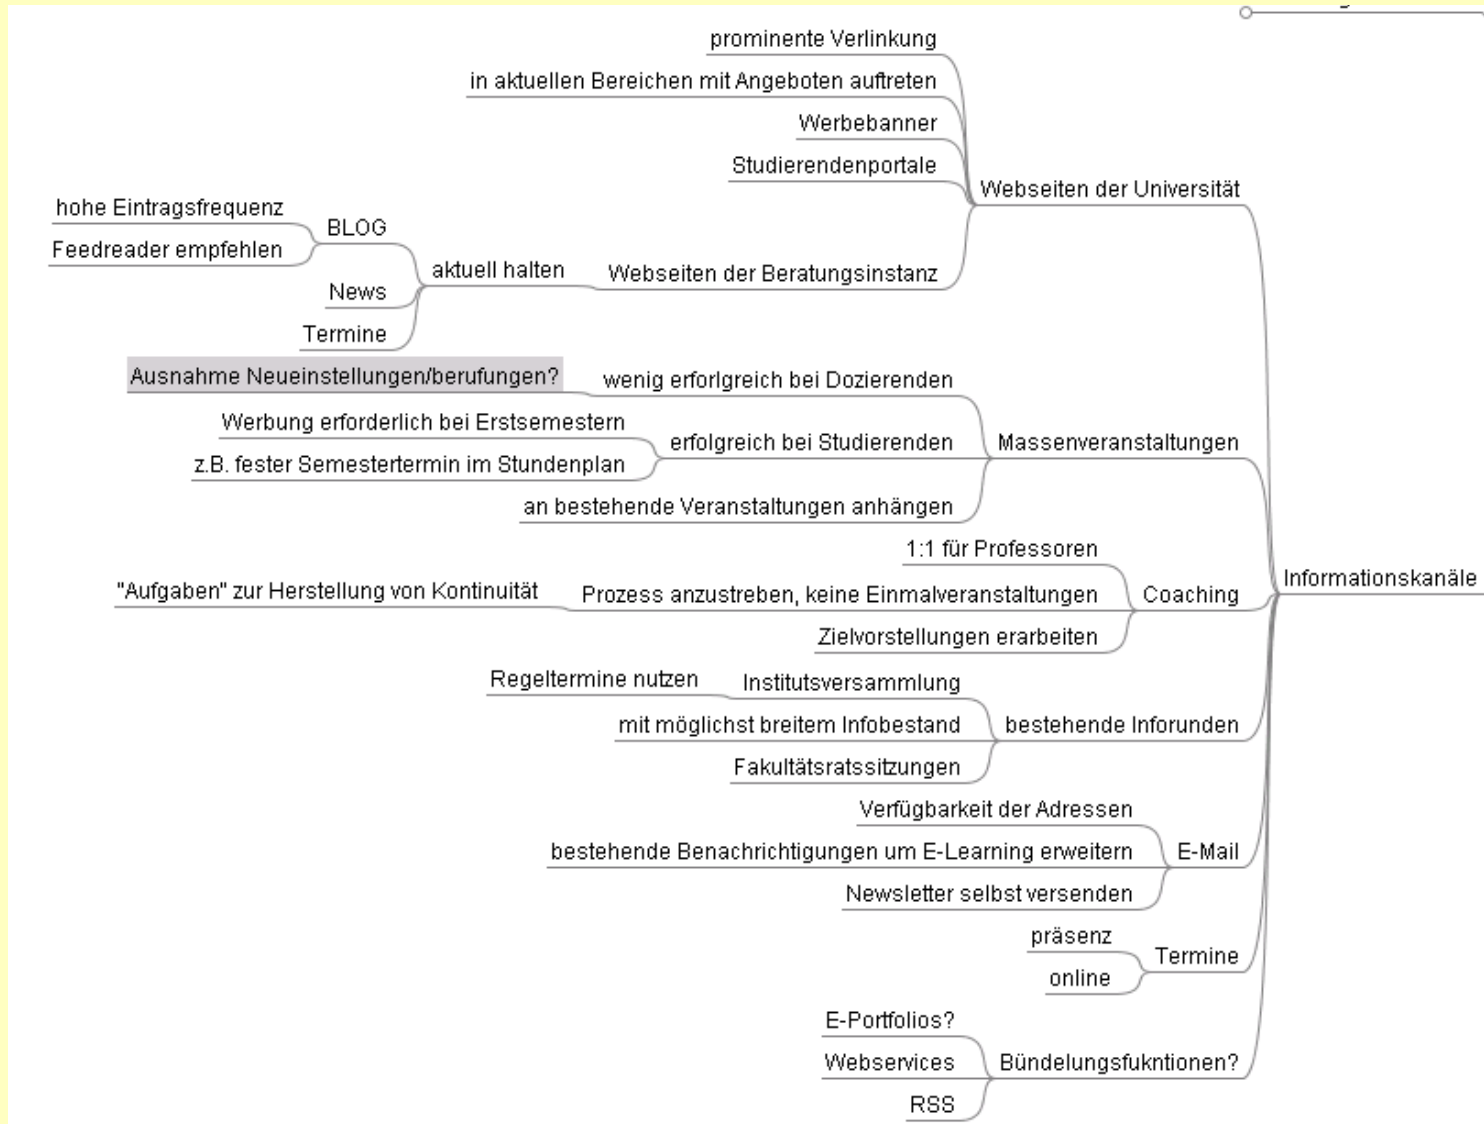 prominente Verlinkung
in aktuellen Bereichen mit Angeboten auftreten
Werbebanner
Studierendenportale
Webseiten der Universität
hohe Eintragsfrequenz
BLOG
Feedreader empfehlen
aktuell halten
Webseiten der Beratungsinstanz
News
Termine
Ausnahme Neueinstellungen/berufungen?
wenig erforlgreich bei Dozierenden
Werbung erforderlich bei Erstsemestern
erfolgreich bei Studierenden
Massenveranstaltungen
z.B. fester Semestertermin im Stundenplan
an bestehende Veranstaltungen anhängen
1:1 für Professoren
"Aufgaben" zur Herstellung von Kontinuität
Prozess anzustreben, keine Einmalveranstaltungen
Coaching
Informationskanäle
Zielvorstellungen erarbeiten
Regeltermine nutzen
Institutsversammlung
mit möglichst breitem Infobestand
bestehende Inforunden
Fakultätsratssitzungen
Verfügbarkeit der Adressen
bestehende Benachrichtigungen um E-Learning erweitern
E-Mail
Newsletter selbst versenden
präsenz
Termine
online
E-Portfolios?
Webservices
Bündelungsfukntionen?
RSS